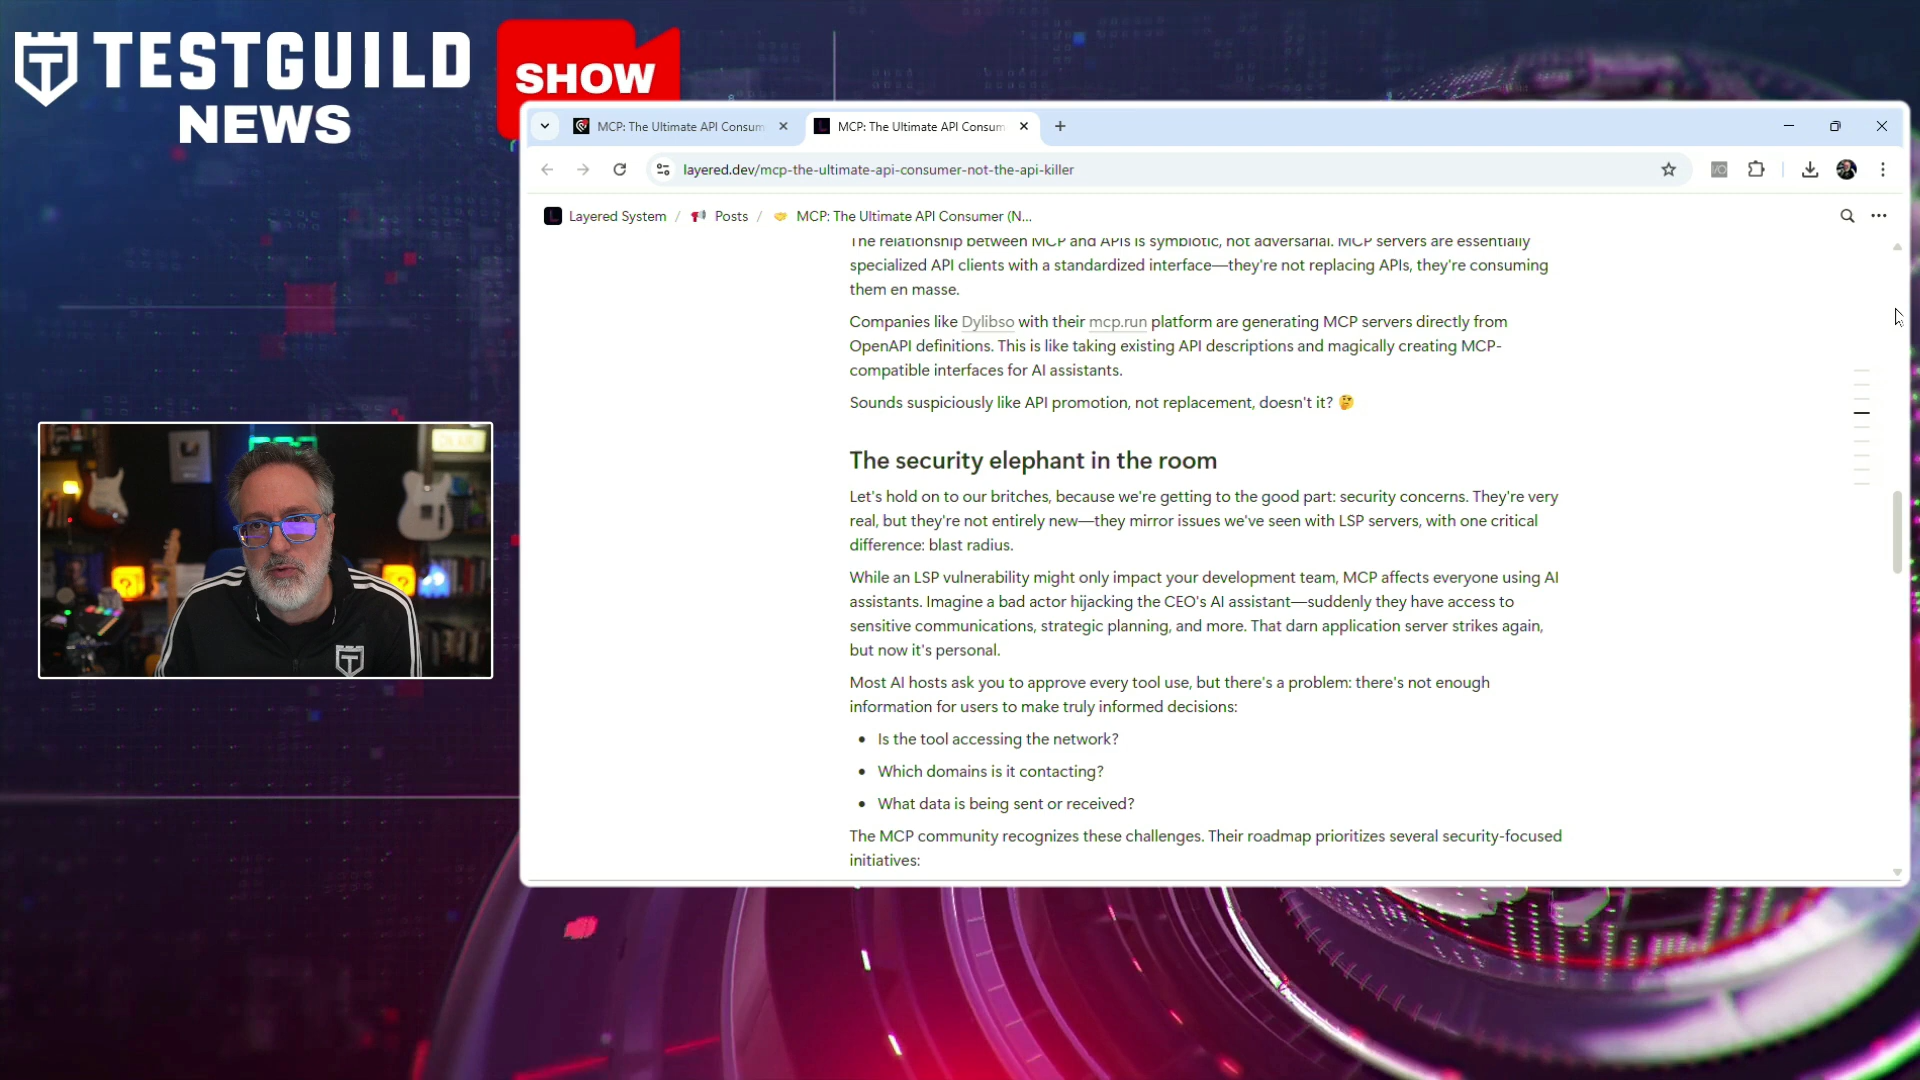 TESTGUILD
NEWS
SHOW
MCP: The Ultimate API Consum
MCP: The Ultimate API Consum
layered.dev/mcp-the-ultimate-api-consumer-not-the-api-killer
Layered System / Posts / MCP: The Ultimate API Consumer (N...
The relationship between MCP and APIs is symbiotic, not adversarial. MCP servers are essentially
specialized API clients with a standardized interface—they're not replacing APIs, they're consuming
them en masse.
Companies like Dylibso with their mcp.run platform are generating MCP servers directly from
OpenAPI definitions. This is like taking existing API descriptions and magically creating MCP-
compatible interfaces for AI assistants.
Sounds suspiciously like API promotion, not replacement, doesn't it? 🤔
The security elephant in the room
Let's hold on to our britches, because we're getting to the good part: security concerns. They're very
real, but they're not entirely new—they mirror issues we've seen with LSP servers, with one critical
difference: blast radius.
While an LSP vulnerability might only impact your development team, MCP affects everyone using AI
assistants. Imagine a bad actor hijacking the CEO's AI assistant—suddenly they have access to
sensitive communications, strategic planning, and more. That darn application server strikes again,
but now it's personal.
Most AI hosts ask you to approve every tool use, but there's a problem: there's not enough
information for users to make truly informed decisions:
• Is the tool accessing the network?
• Which domains is it contacting?
• What data is being sent or received?
The MCP community recognizes these challenges. Their roadmap prioritizes several security-focused
initiatives: